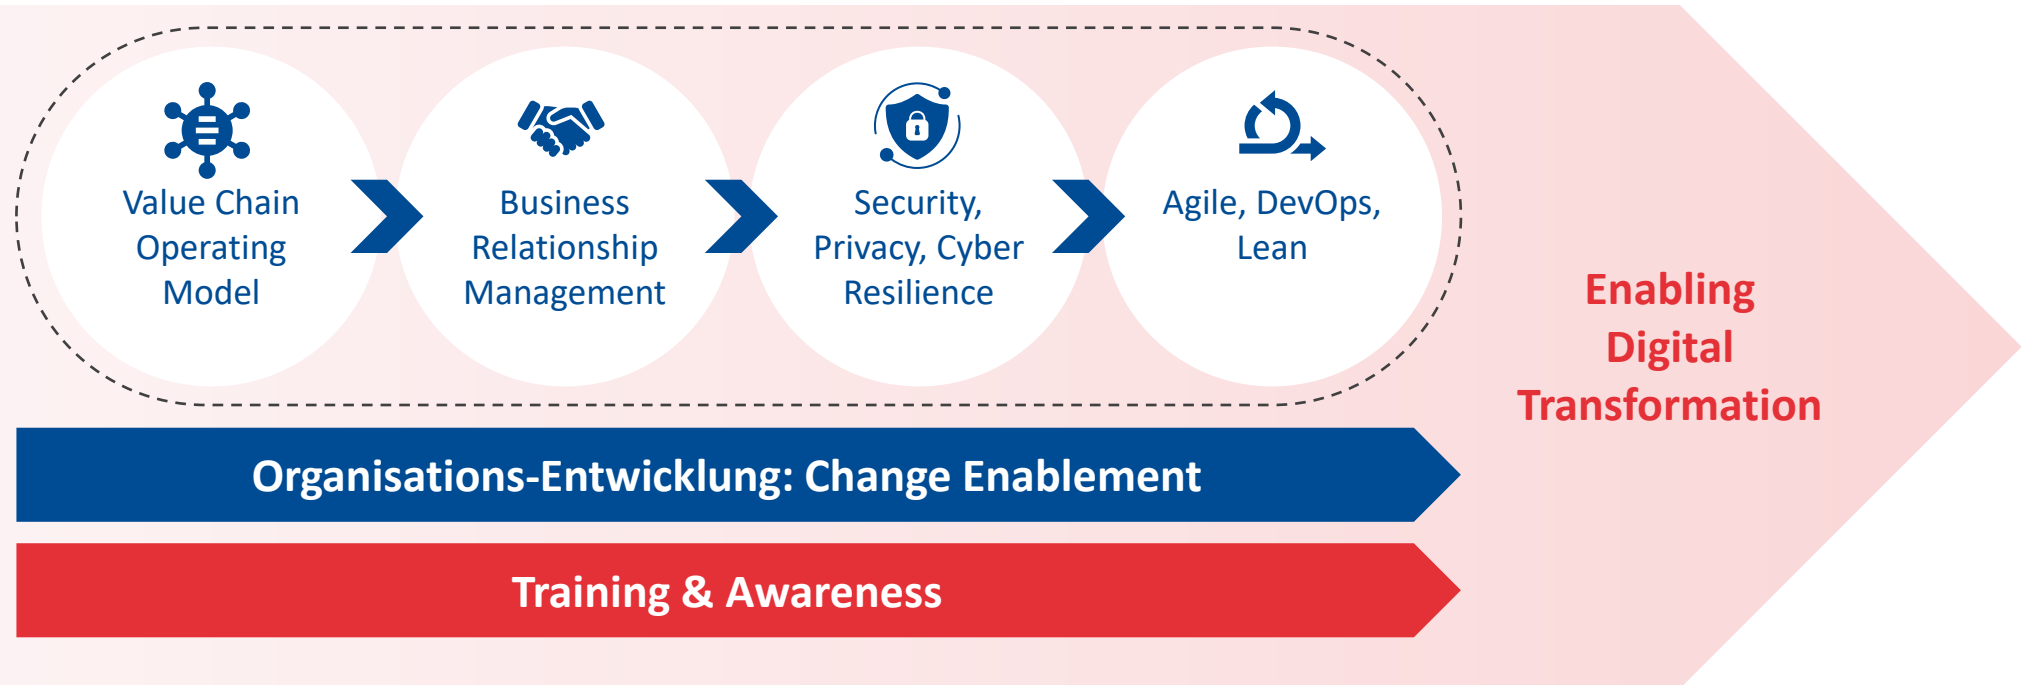 Value Chain
Operating
Model
Business
Relationship
Management
Security,
Privacy, Cyber
Resilience
Agile, DevOps,
Lean
Enabling
Digital
Transformation
Organisations-Entwicklung: Change Enablement
Training & Awareness